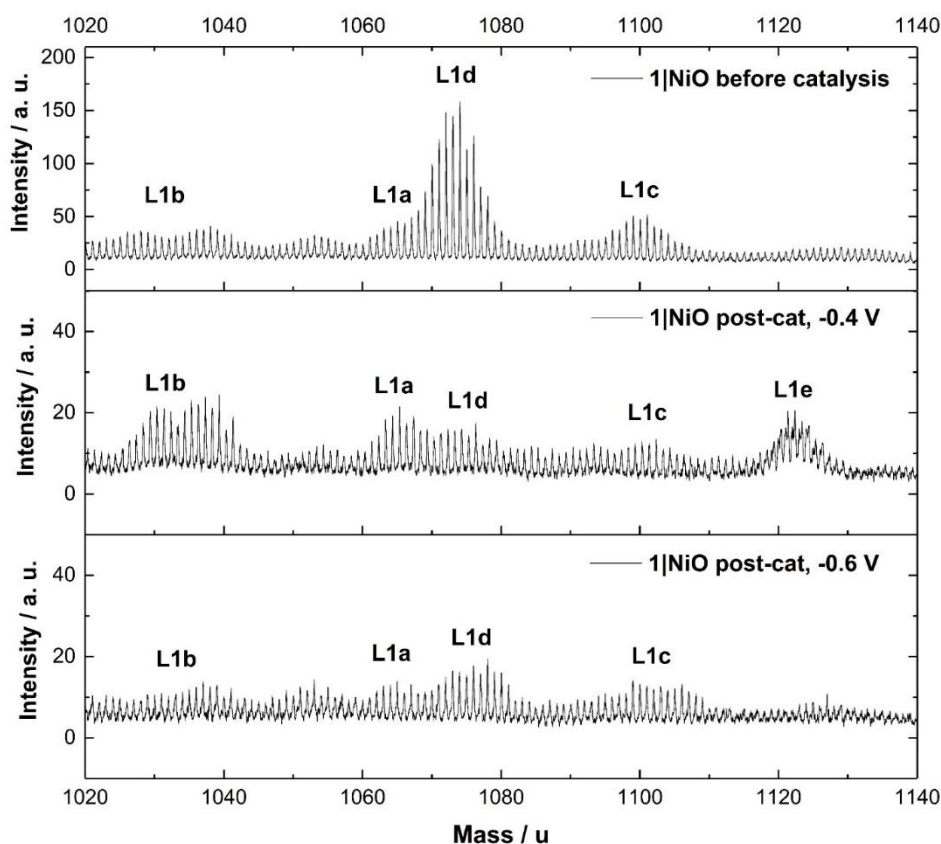 1020 1040 1060 1080 1100 1120 1140
200
150
100
50
0
Intensity / a. u.
L1b
L1a
L1d
L1c
1|NiO before catalysis
40
20
0
Intensity / a. u.
L1b
L1a
L1d
L1c
L1e
1|NiO post-cat, -0.4 V
40
20
0
Intensity / a. u.
L1b
L1a
L1d
L1c
1|NiO post-cat, -0.6 V
1020 1040 1060 1080 1100 1120 1140
Mass / u